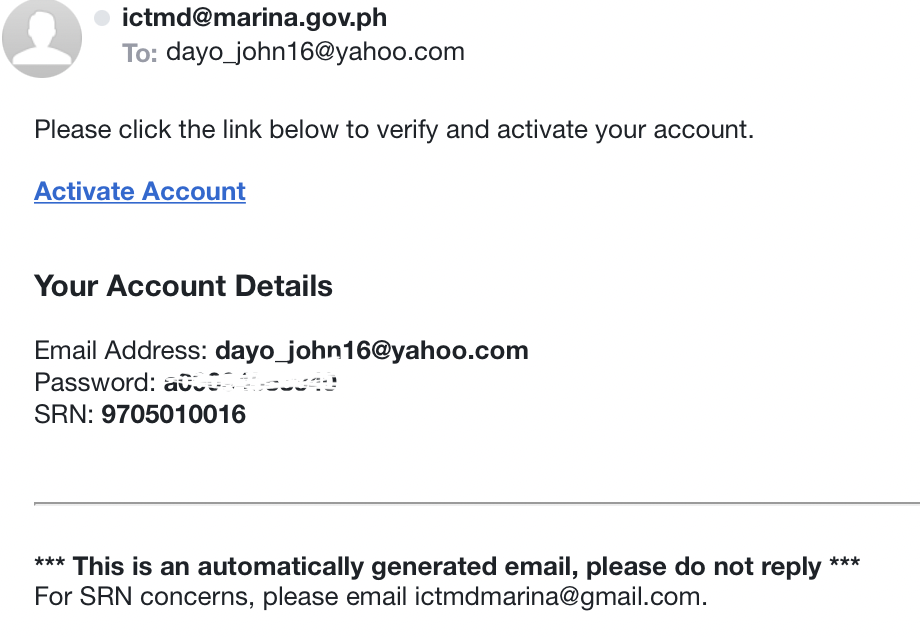 ictmd@marina.gov.ph
To: dayo_john16@yahoo.com
Please click the link below to verify and activate your account.
Activate Account
Your Account Details
Email Address: dayo_john16@yahoo.com
Password:
SRN: 9705010016
*** This is an automatically generated email, please do not reply ***
For SRN concerns, please email ictmdmarina@gmail.com.